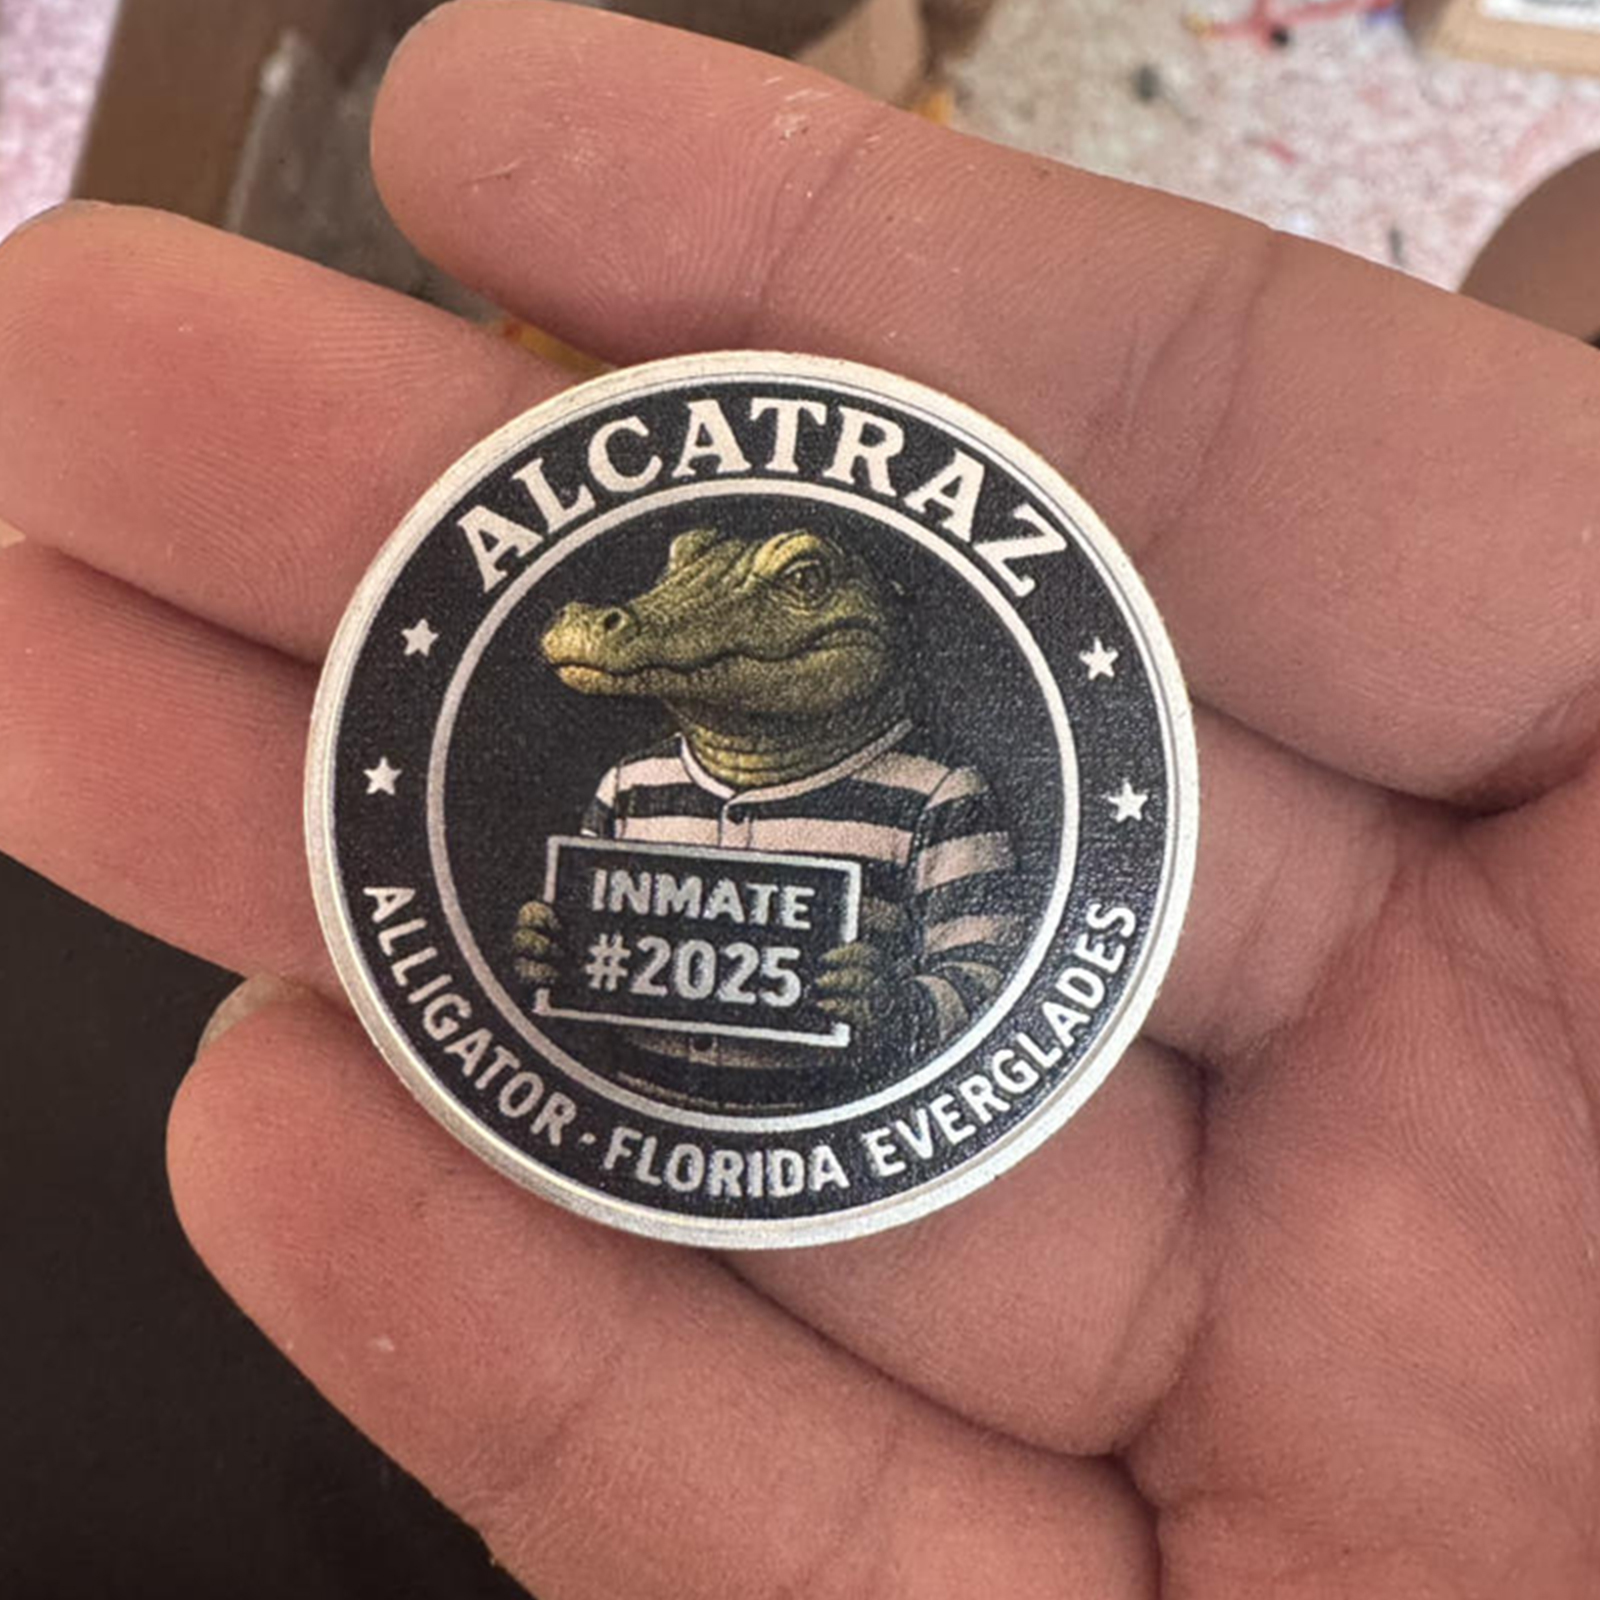 ALCATRAZ
INMATE
#2025
ALLIGATOR · FLORIDA EVERGLADES